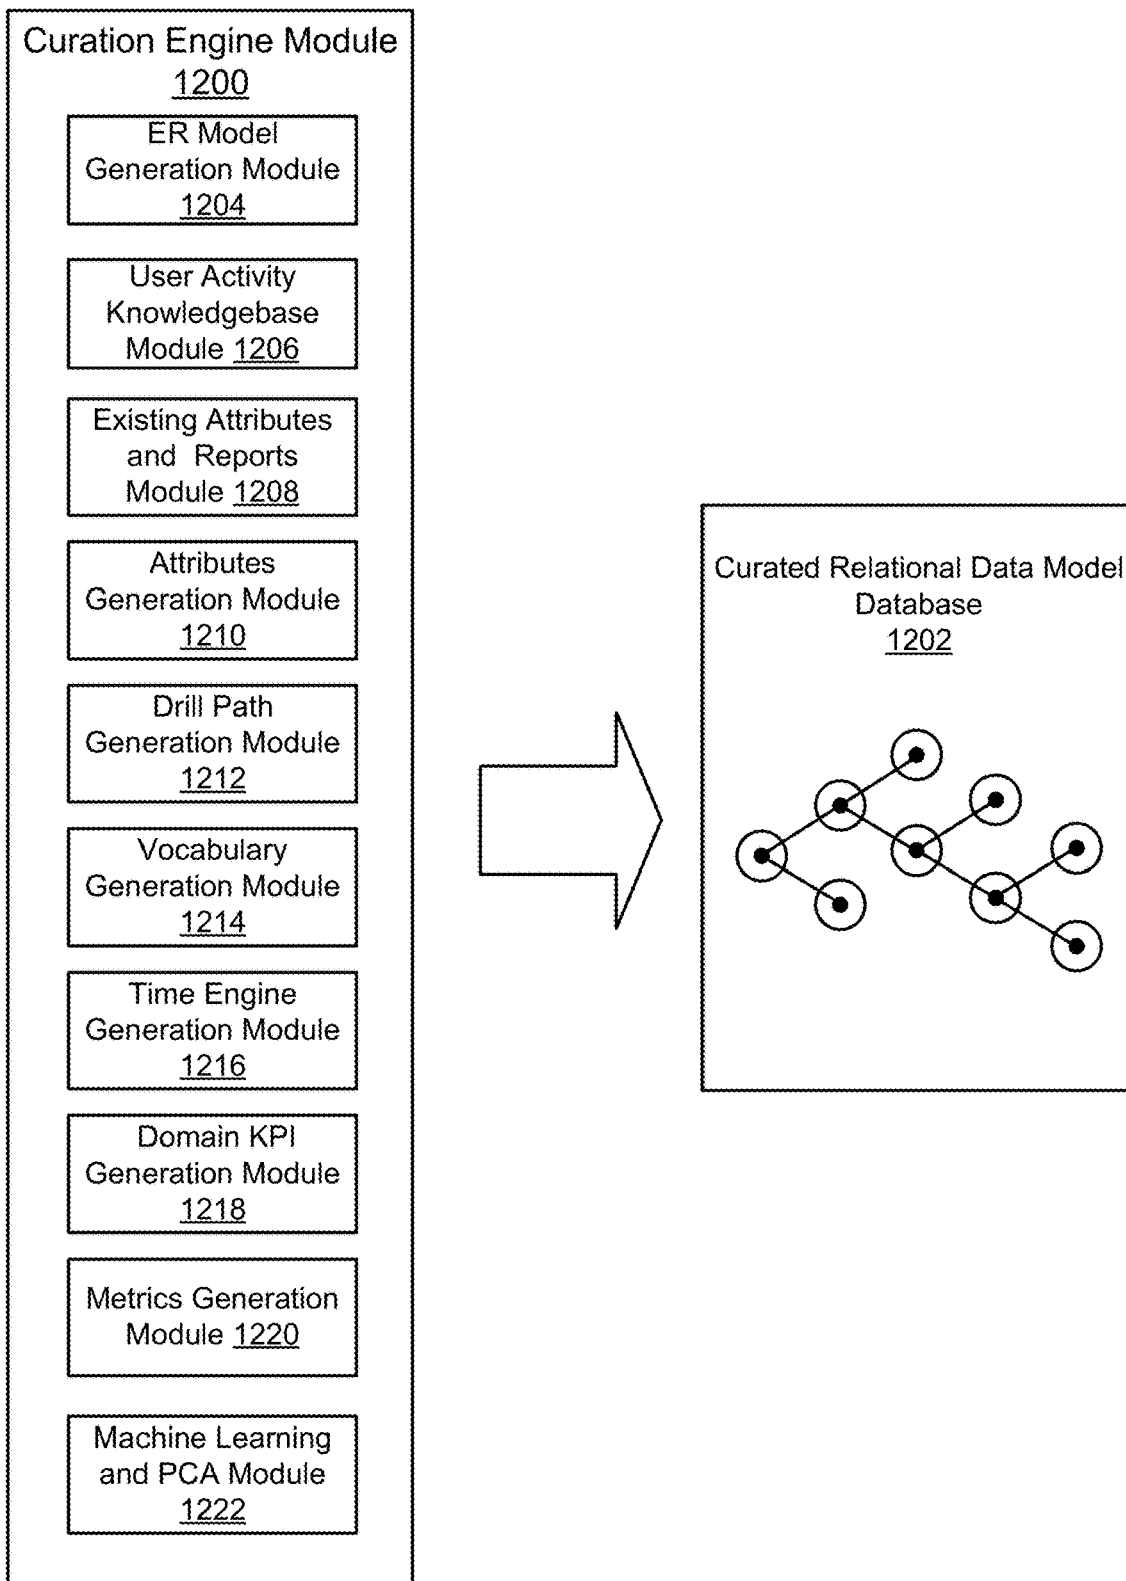 Curation Engine Module
1200
ER Model
Generation Module
1204
User Activity
Knowledgebase
Module 1206
Existing Attributes
and Reports
Module 1208
Attributes
Generation Module
1210
Drill Path
Generation Module
1212
Vocabulary
Generation Module
1214
Time Engine
Generation Module
1216
Domain KPI
Generation Module
1218
Metrics Generation
Module 1220
Machine Learning
and PCA Module
1222
Curated Relational Data Model
Database
1202